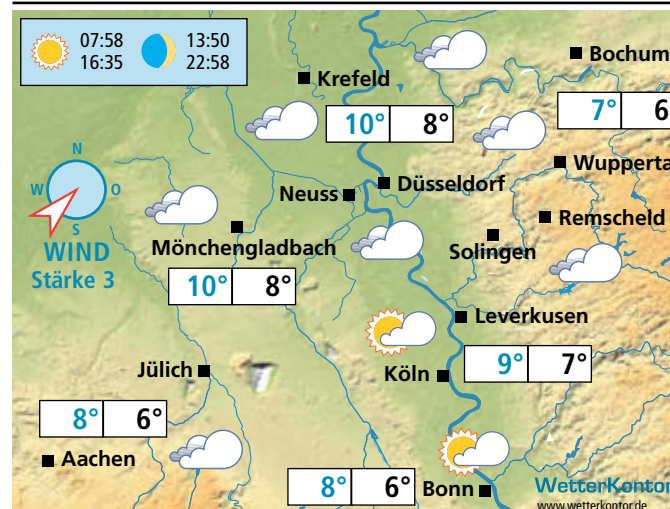 07:58
16:35
13:50
22:58
Bochum
Krefeld
10° 8°
7° 6
N
W O
S
WIND
Stärke 3
Neuss
Düsseldorf
Wupperta
Remscheld
Solingen
Mönchengladbach
10° 8°
Leverkusen
Jülich
Köln
9° 7°
8° 6°
Aachen
8° 6°
Bonn
WetterKontor
www.wetterkontor.de